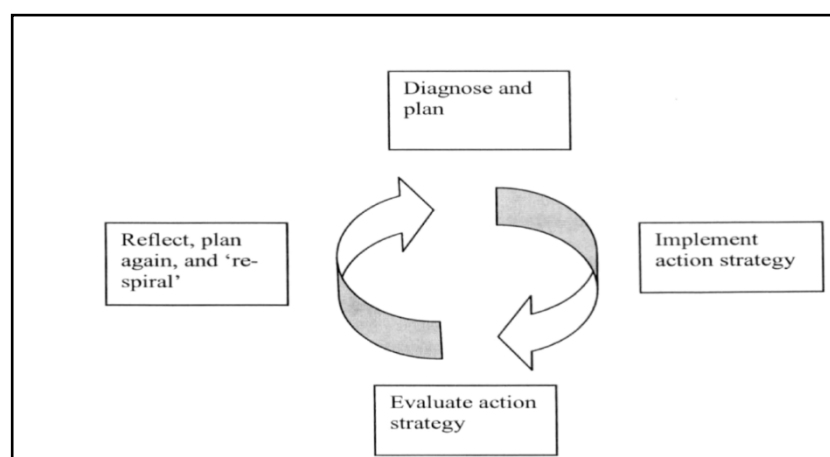 Diagnose and
plan
Reflect, plan
again, and ‘re-
spiral’
Implement
action strategy
Evaluate action
strategy